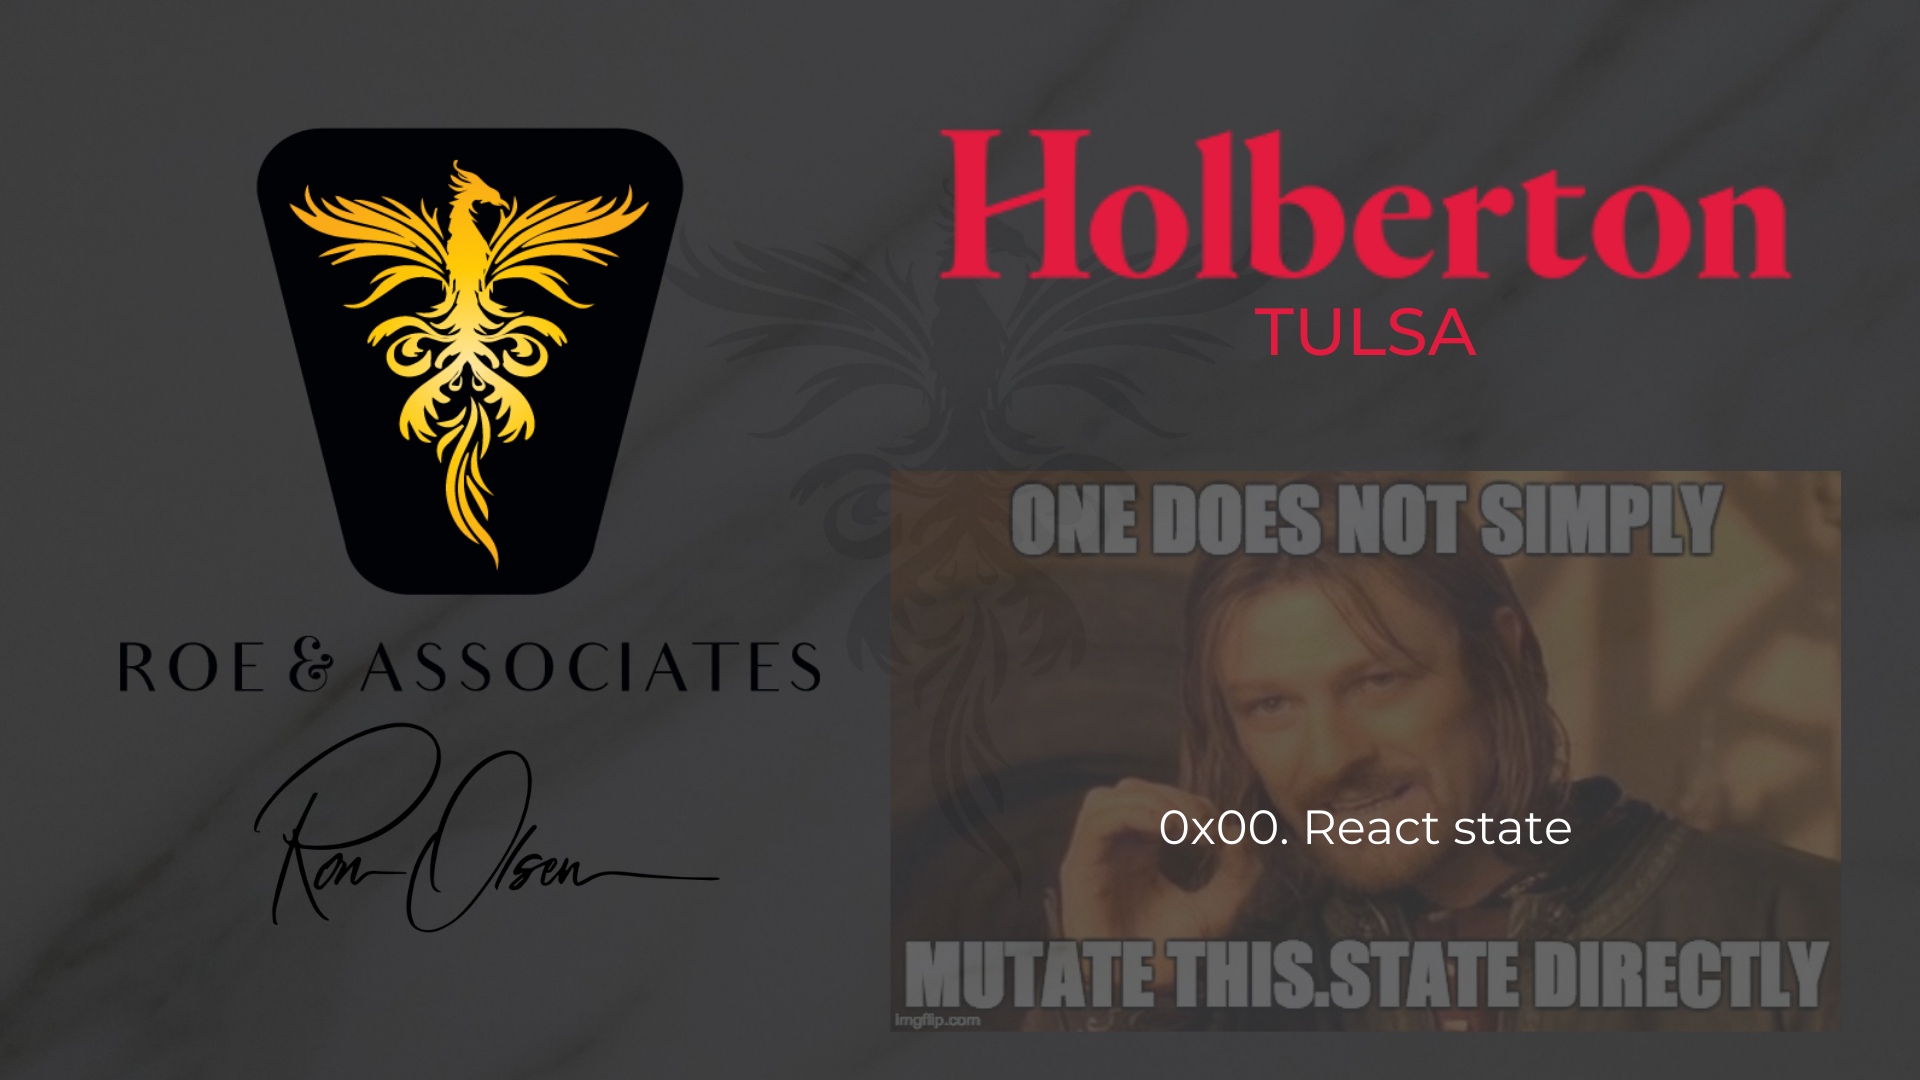 ROE & ASSOCIATES
Ron Olsen
Holberton
TULSA
ONE DOES NOT SIMPLY
0x00. React state
MUTATE THIS.STATE DIRECTLY
imgflip.com